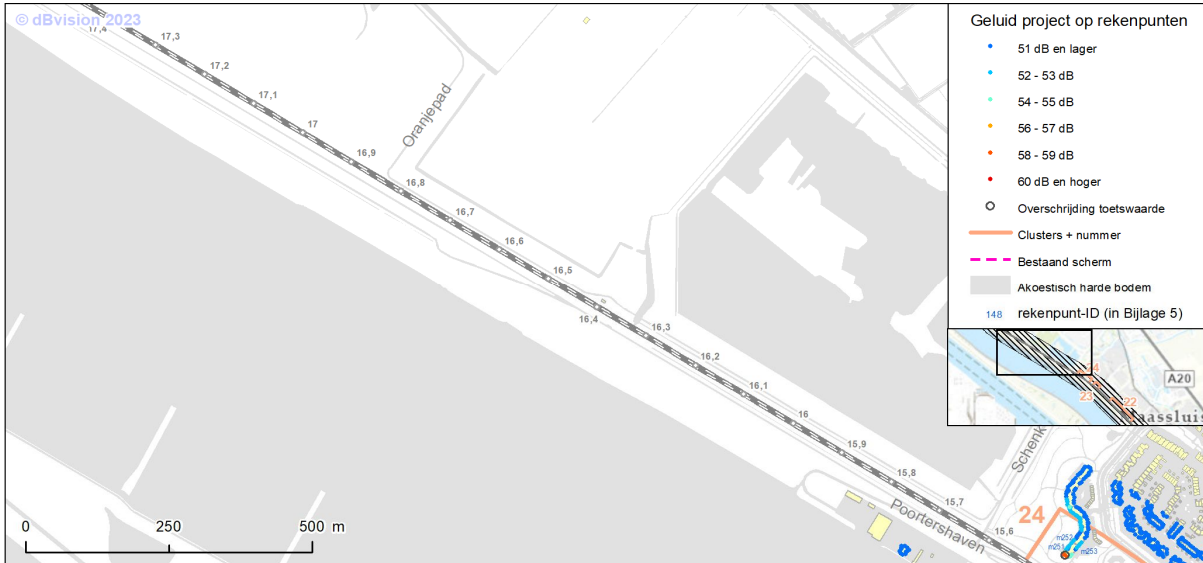 © dBvision 2023
17,4
17,3
17,2
17,1
17
16,9
16,8
16,7
16,6
16,5
16,4
16,3
16,2
16,1
16
15,9
15,8
15,7
15,6
Oranjepad
Schenk
Poortershaven
24
m252
m251
m253
0 250 500 m
Geluid project op rekenpunten
51 dB en lager
52 - 53 dB
54 - 55 dB
56 - 57 dB
58 - 59 dB
60 dB en hoger
Overschrijding toetswaarde
Clusters + nummer
Bestaand scherm
Akoestisch harde bodem
148 rekenpunt-ID (in Bijlage 5)
A20
24
23
22
aassluis